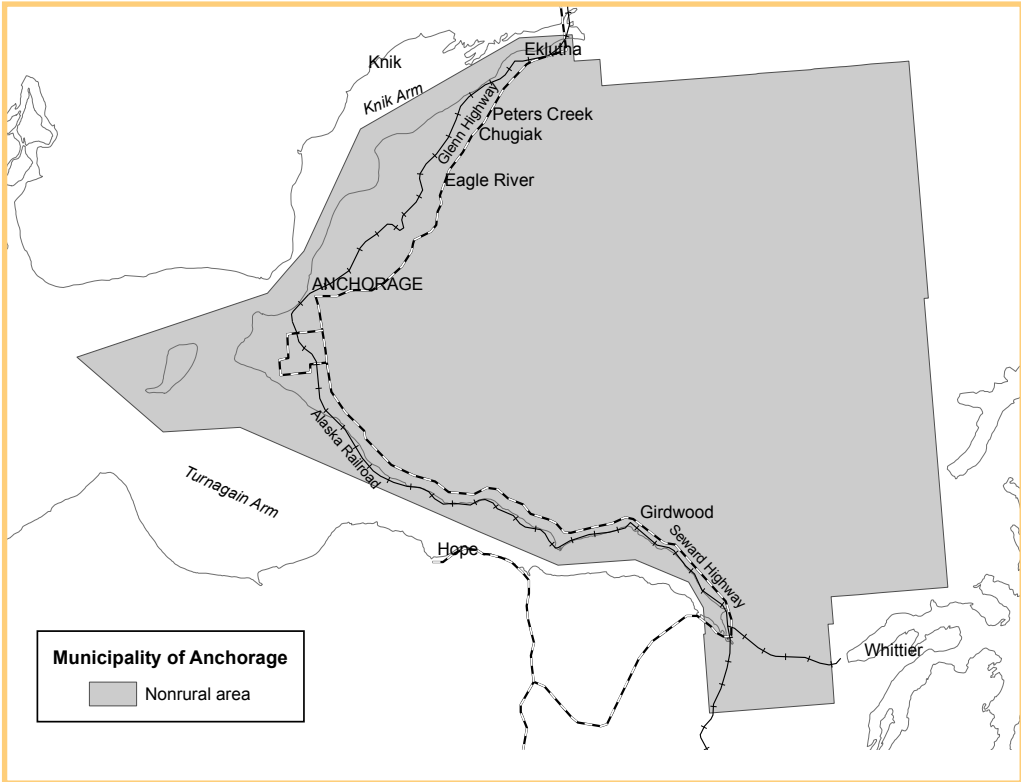 Eklutna
Knik
Knik Arm
Glenn Highway
Peters Creek
Chugiak
Eagle River
ANCHORAGE
Alaska Railroad
Turnagain Arm
Girdwood
Seward Highway
Hope
Whittier
Municipality of Anchorage
Nonrural area